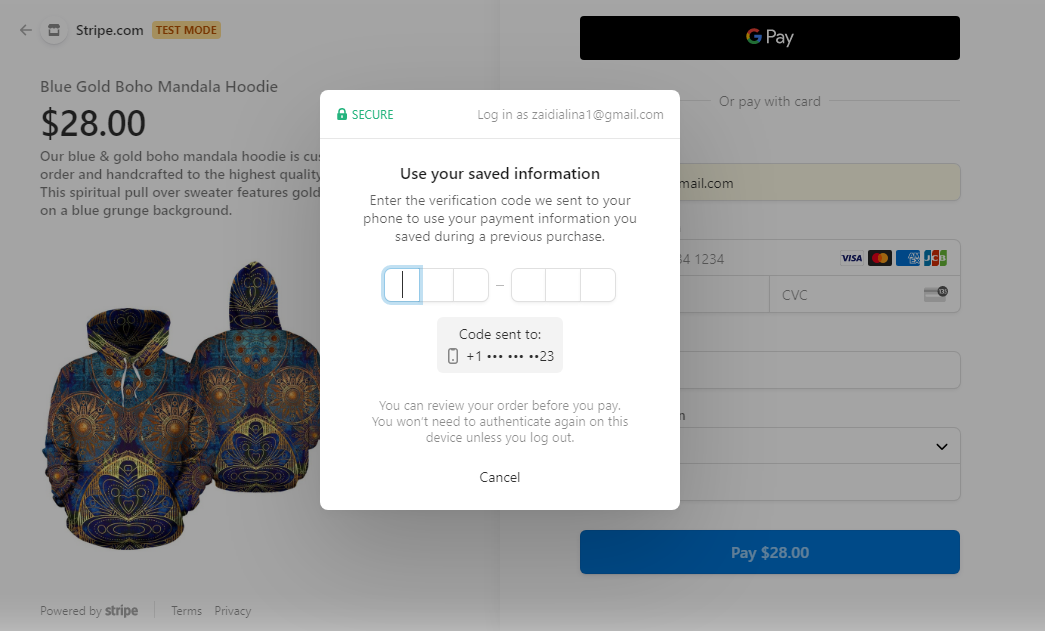 Stripe.com TEST MODE
Blue Gold Boho Mandala Hoodie
$28.00
Our blue & gold boho mandala hoodie is cus
order and handcrafted to the highest quality
This spiritual pull over sweater features gold
on a blue grunge background.
Powered by stripe Terms Privacy
G Pay
Or pay with card
mail.com
34 1234 VISA JCB
CVC 135
n
Pay $28.00
SECURE Log in as zaidialina1@gmail.com
Use your saved information
Enter the verification code we sent to your
phone to use your payment information you
saved during a previous purchase.
–
Code sent to:
+1 ••• ••• ••23
You can review your order before you pay.
You won't need to authenticate again on this
device unless you log out.
Cancel